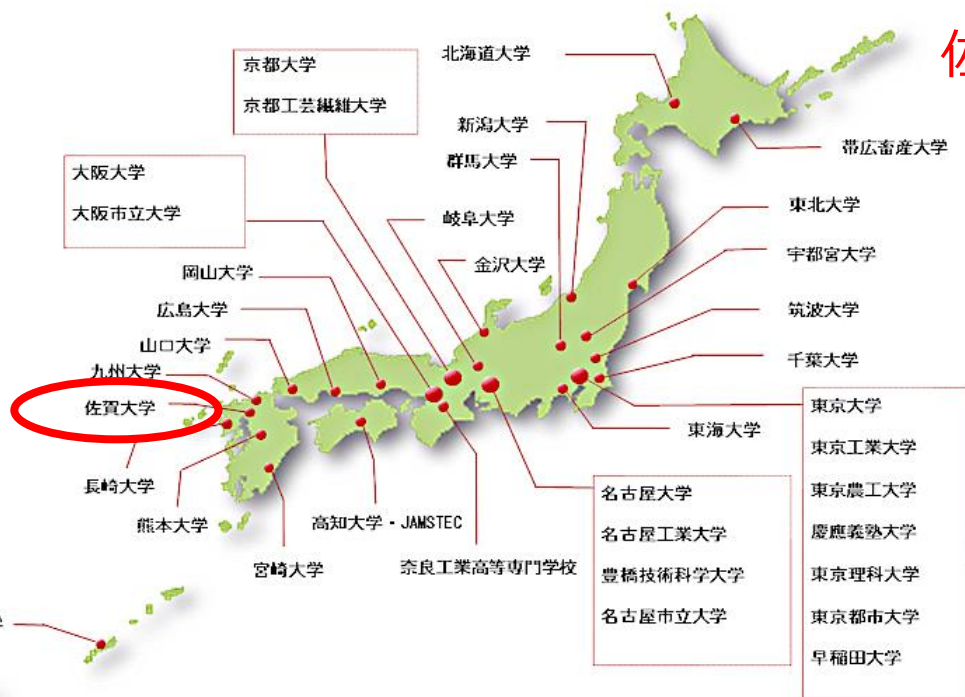 佐
京都大学
京都工芸繊維大学
北海道大学
帯広畜産大学
新潟大学
群馬大学
大阪大学
大阪市立大学
岐阜大学
東北大学
金沢大学
宇都宮大学
岡山大学
広島大学
筑波大学
山口大学
千葉大学
九州大学
佐賀大学
東海大学
長崎大学
熊本大学
高知大学・JAMSTEC
宮崎大学
奈良工業高等専門学校
名古屋大学
名古屋工業大学
豊橋技術科学大学
名古屋市立大学
東京大学
東京工業大学
東京農工大学
慶應義塾大学
東京理科大学
東京都市大学
早稲田大学